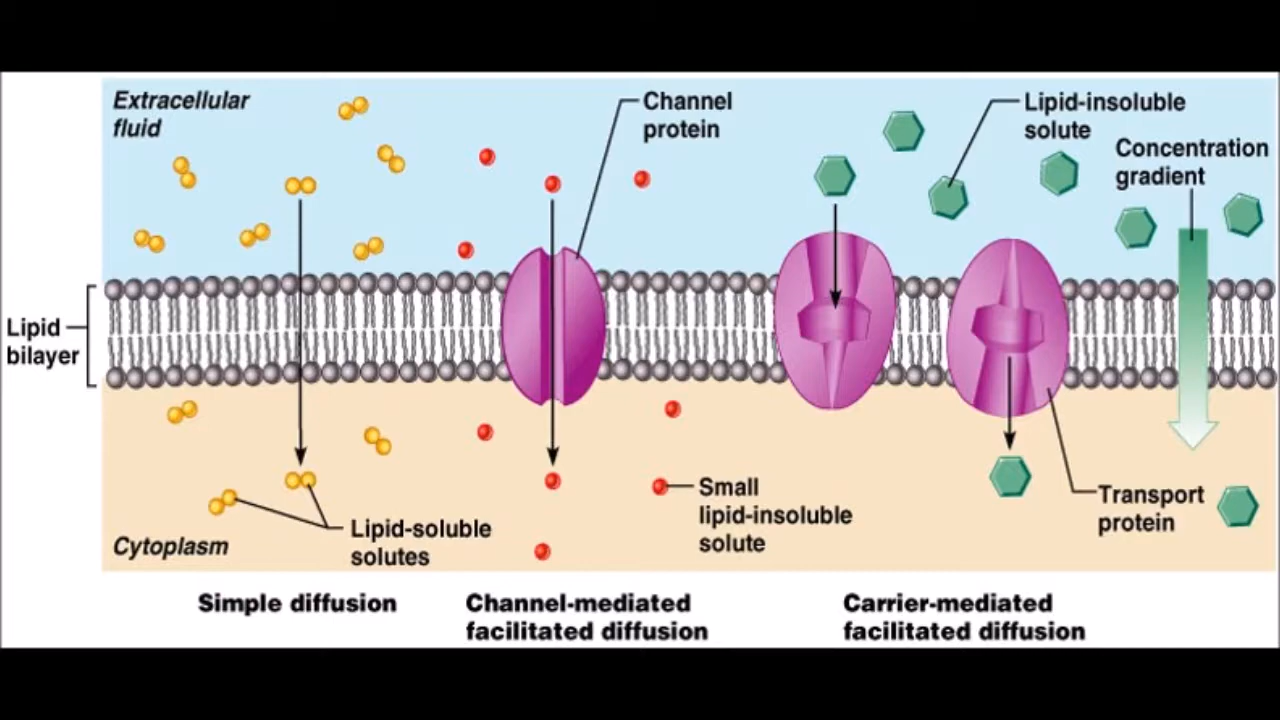 Extracellular
fluid
Channel
protein
Lipid-insoluble
solute
Concentration
gradient
Lipid
bilayer
Small
lipid-insoluble
solute
Transport
protein
Lipid-soluble
solutes
Cytoplasm
Simple diffusion
Channel-mediated
facilitated diffusion
Carrier-mediated
facilitated diffusion